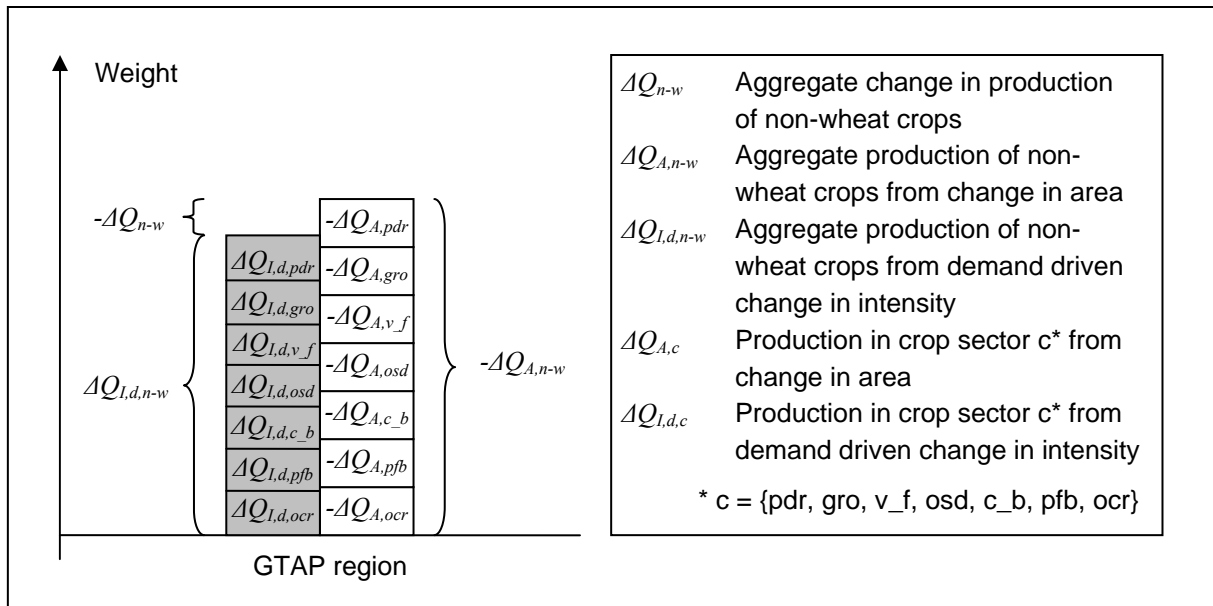 Weight
-ΔQn-w
ΔQI,d,n-w
ΔQI,d,pdr
ΔQI,d,gro
ΔQI,d,v_f
ΔQI,d,osd
ΔQI,d,c_b
ΔQI,d,pfb
ΔQI,d,ocr
-ΔQA,pdr
-ΔQA,gro
-ΔQA,v_f
-ΔQA,osd
-ΔQA,c_b
-ΔQA,pfb
-ΔQA,ocr
-ΔQA,n-w
GTAP region
ΔQn-w Aggregate change in production
of non-wheat crops
ΔQA,n-w Aggregate production of non-
wheat crops from change in area
ΔQI,d,n-w Aggregate production of non-
wheat crops from demand driven
change in intensity
ΔQA,c Production in crop sector c* from
change in area
ΔQI,d,c Production in crop sector c* from
demand driven change in intensity
* c = {pdr, gro, v_f, osd, c_b, pfb, ocr}